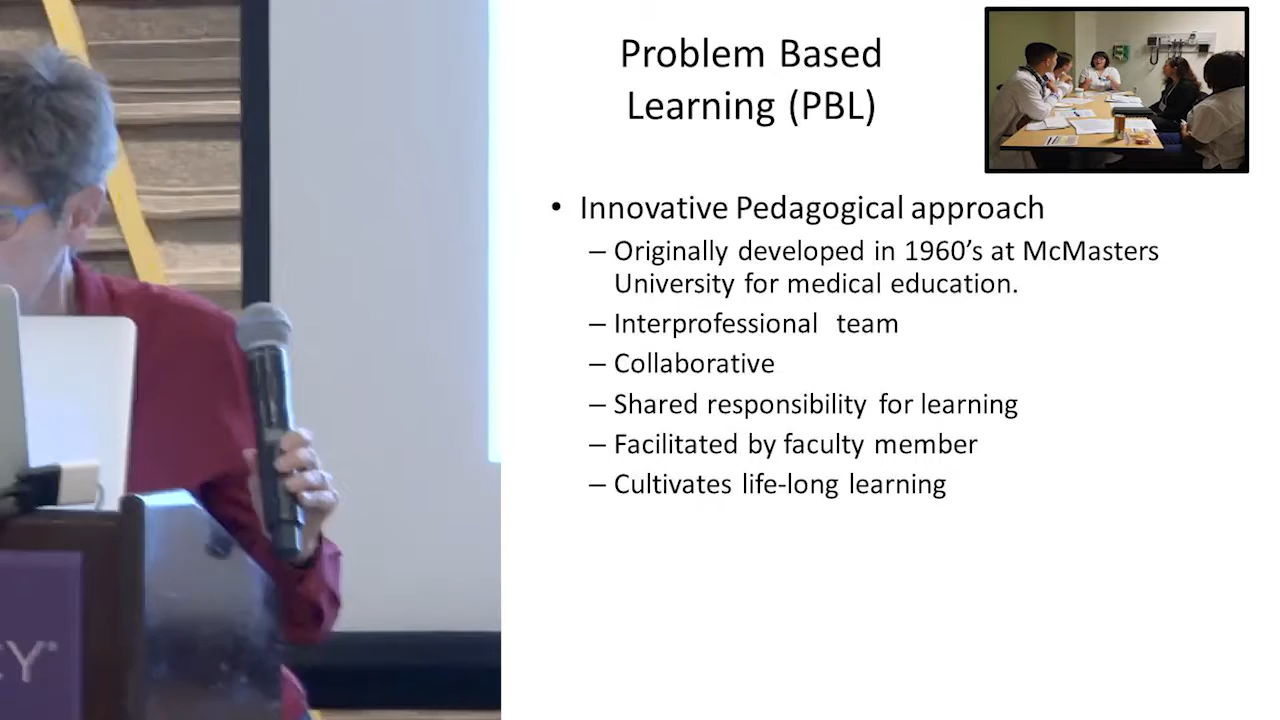 Problem Based
Learning (PBL)
• Innovative Pedagogical approach
– Originally developed in 1960’s at McMasters
University for medical education.
– Interprofessional team
– Collaborative
– Shared responsibility for learning
– Facilitated by faculty member
– Cultivates life-long learning